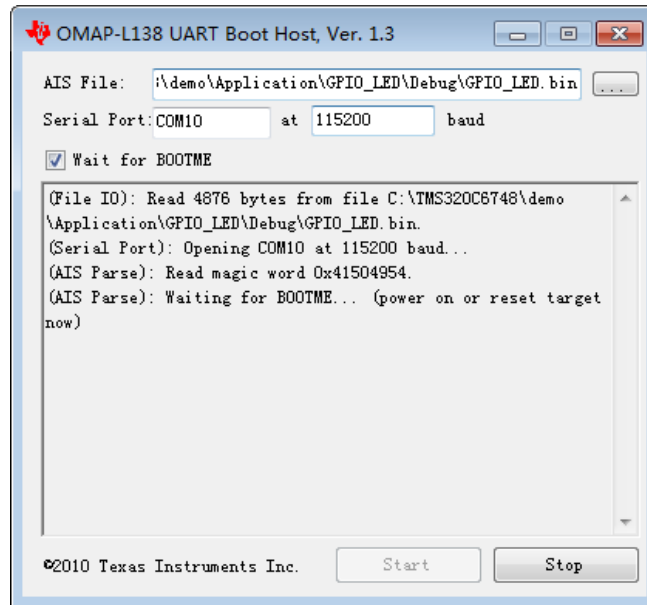 OMAP-L138 UART Boot Host, Ver. 1.3
AIS File: i\demo\Application\GPIO_LED\Debug\GPIO_LED.bin ...
Serial Port: COM10 at 115200 baud
Wait for BOOTME
(File IO): Read 4876 bytes from file C:\TMS320C6748\demo
\Application\GPIO_LED\Debug\GPIO_LED.bin.
(Serial Port): Opening COM10 at 115200 baud...
(AIS Parse): Read magic word 0x41504954.
(AIS Parse): Waiting for BOOTME... (power on or reset target
now)
©2010 Texas Instruments Inc. Start Stop